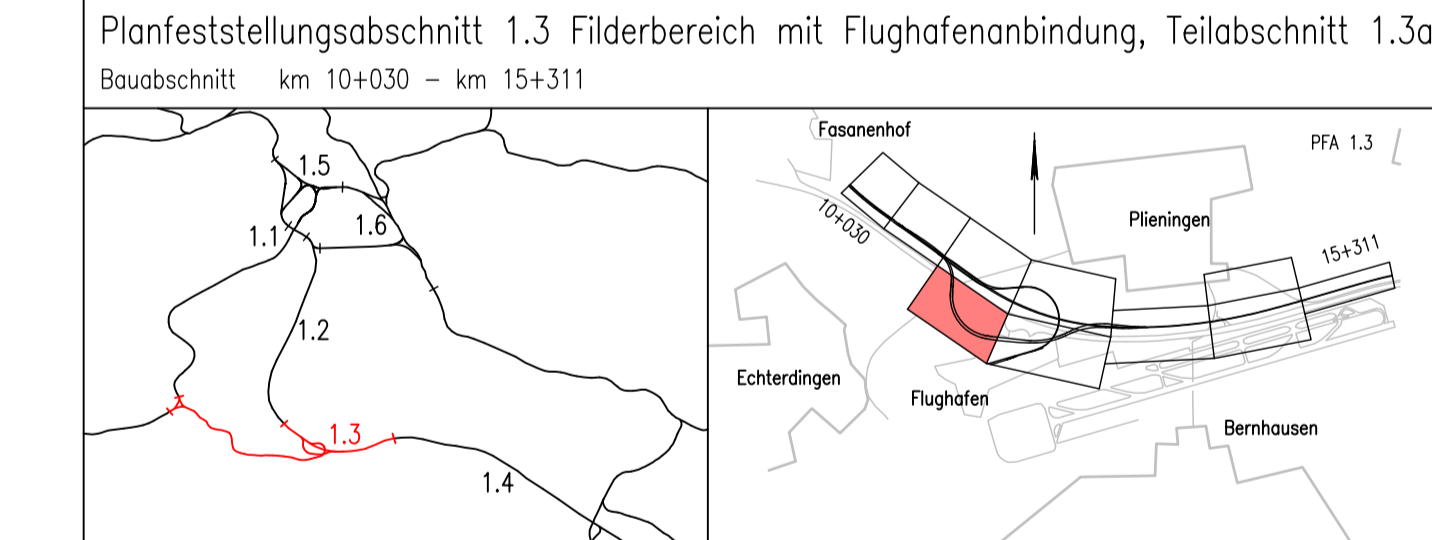 Planfeststellungsabschnitt 1.3 Filderbereich mit Flughafenanbindung, Teilabschnitt 1.3a
Bauabschnitt km 10+030 – km 15+311
1.5
1.6
1.1
1.2
1.3
1.4
Fasanenhof
PFA 1.3
10+030
Plieningen
15+311
Echterdingen
Flughafen
Bernhausen